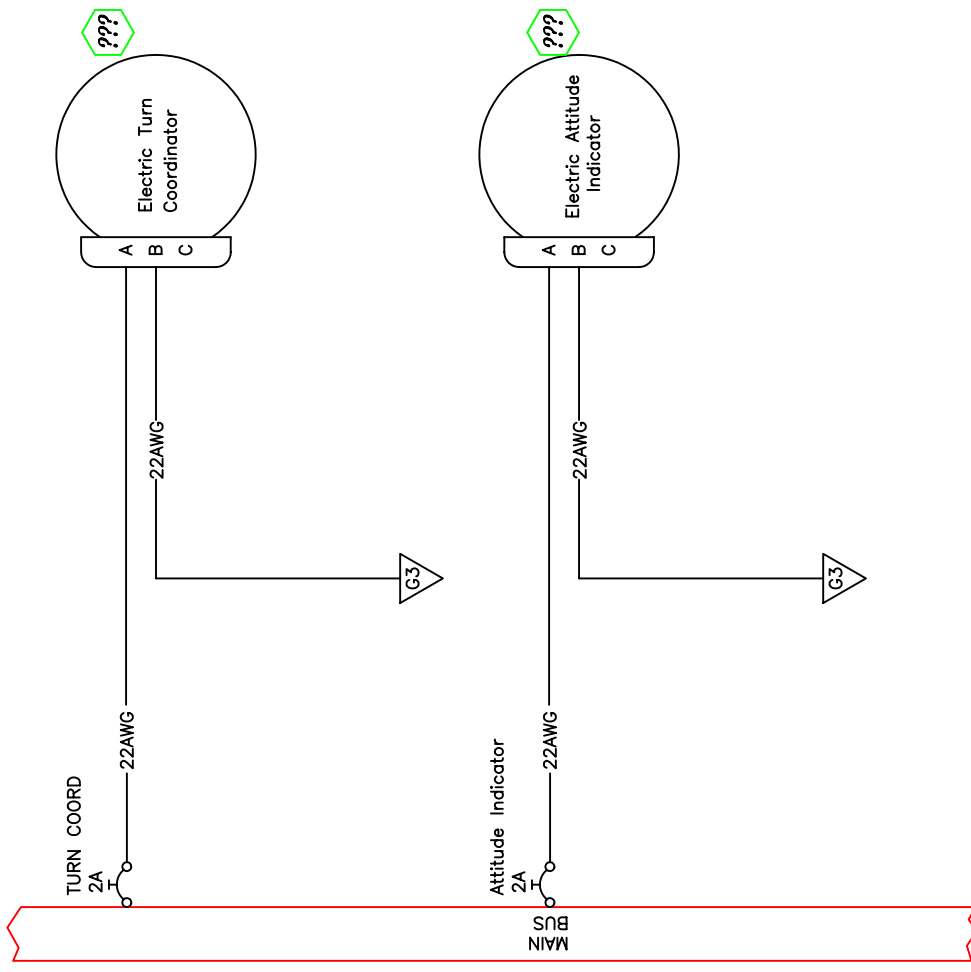 ???
Electric Turn
Coordinator
A
B
C
22AWG
G3
22AWG
TURN COORD
2A
???
Electric Attitude
Indicator
A
B
C
22AWG
G3
22AWG
Attitude Indicator
2A
MAIN
BUS